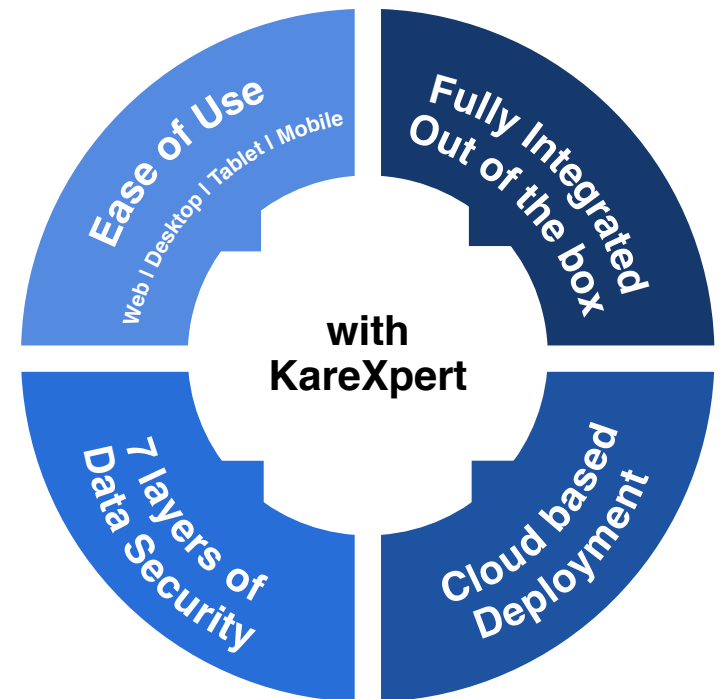 Ease of Use
Web | Desktop | Tablet | Mobile
Fully Integrated
Out of the box
with
KareXpert
7 layers of
Data Security
Cloud based
Deployment